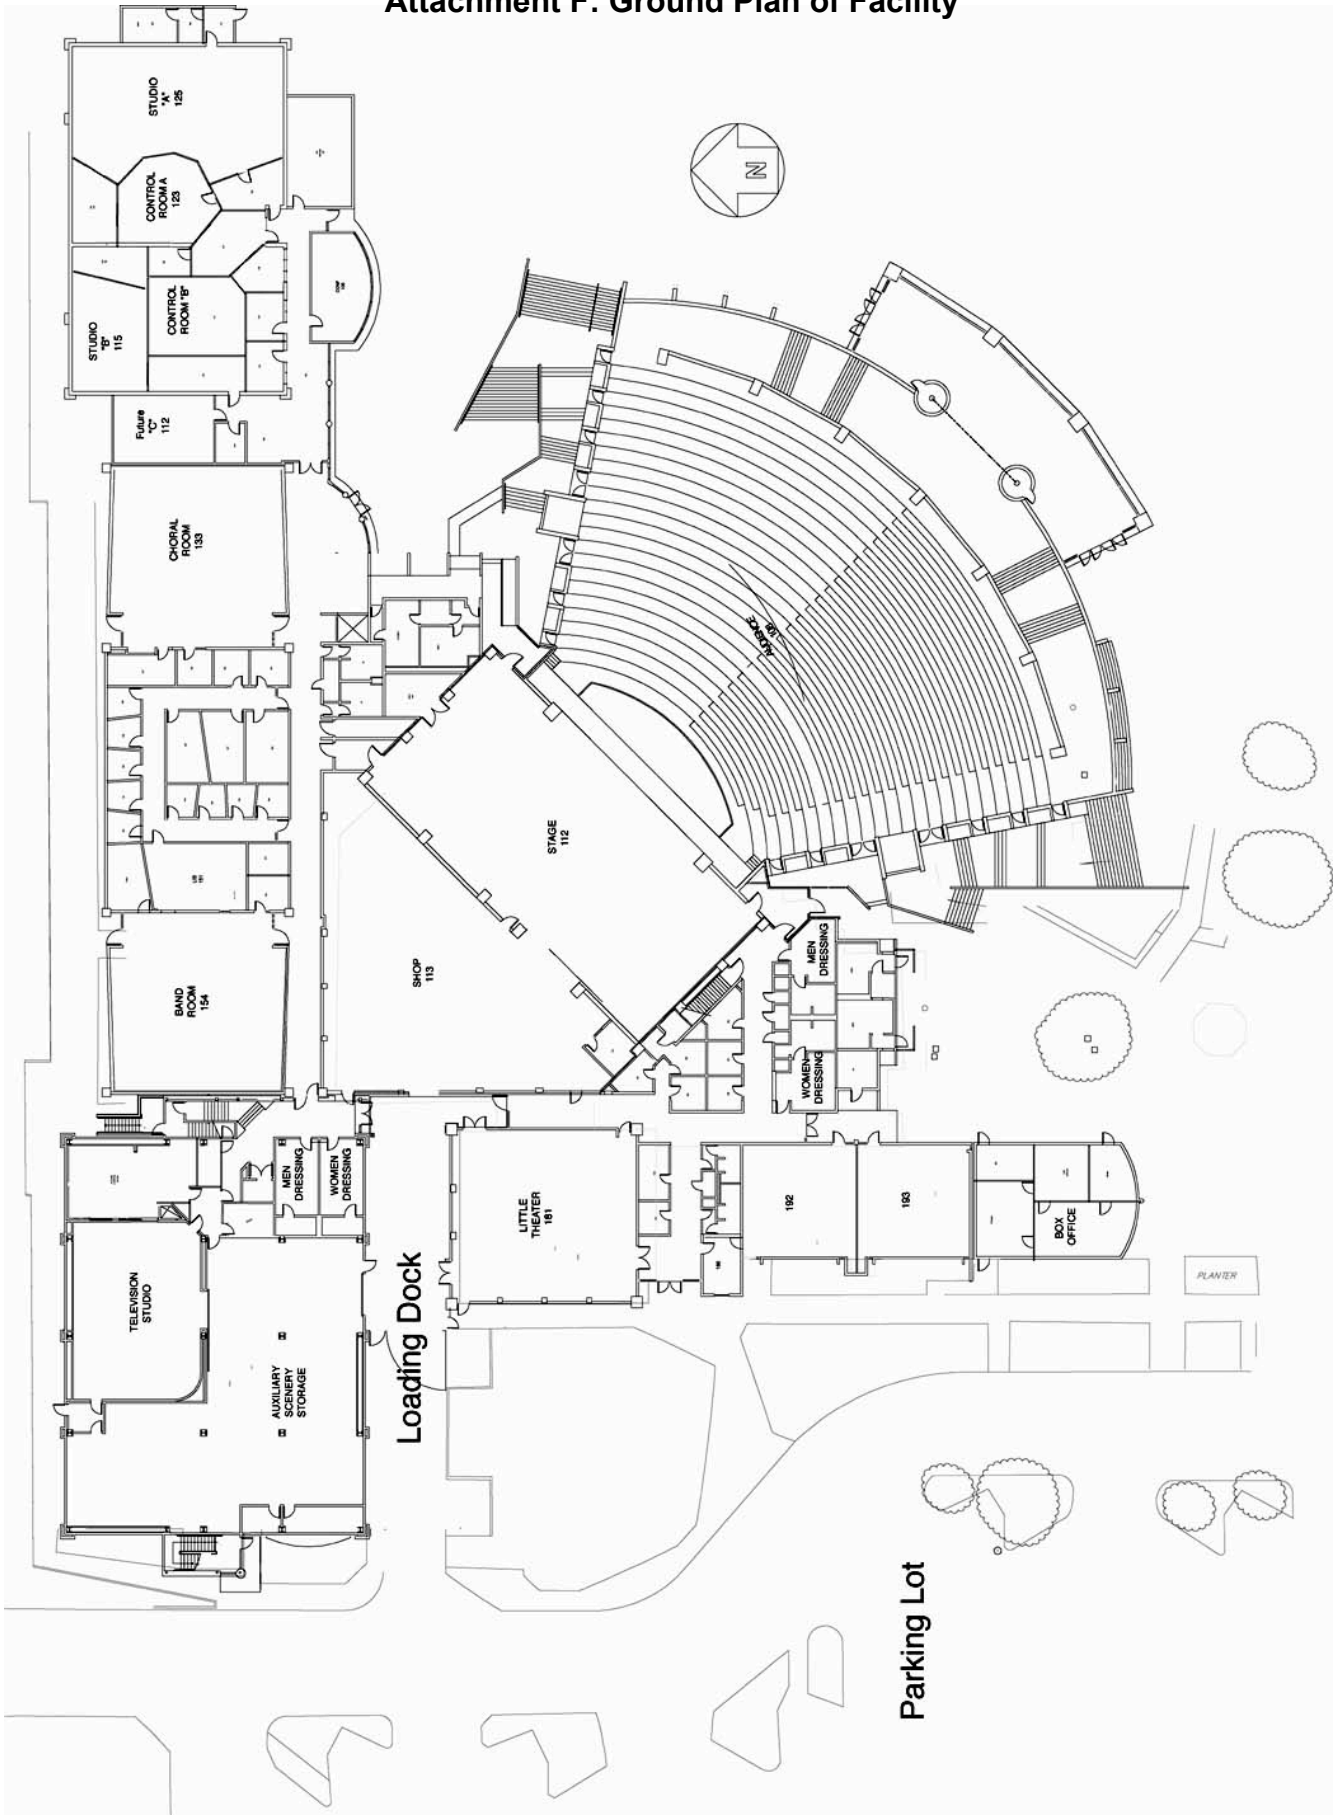 Attachment F: Ground Plan of Facility
STUDIO
"A"
125
CONTROL
ROOM A
123
N
CONTROL
ROOM "B"
STUDIO
"B"
115
Future
"C"
112
CHORAL
ROOM
133
AUDIENCE
108
STAGE
112
SHOP
113
BAND
ROOM
154
MEN
DRESSING
WOMEN
DRESSING
MEN
DRESSING
WOMEN
DRESSING
LITTLE
THEATER
181
192
193
BOX
OFFICE
TELEVISION
STUDIO
AUXILIARY
SCENERY
STORAGE
Loading Dock
PLANTER
Parking Lot